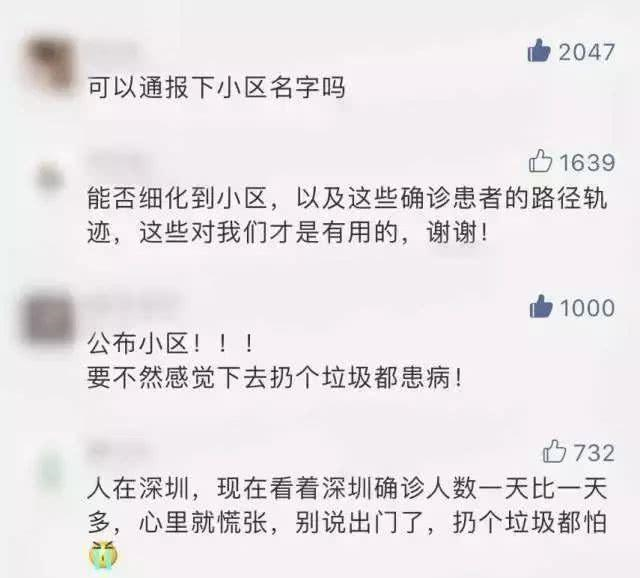 2047
可以通报下小区名字吗
1639
能否细化到小区，以及这些确诊患者的路径轨
迹，这些对我们才是有用的，谢谢！
1000
公布小区！！！
要不然感觉下去扔个垃圾都患病！
732
人在深圳，现在看着深圳确诊人数一天比一天
多，心里就慌张，别说出门了，扔个垃圾都怕
😭